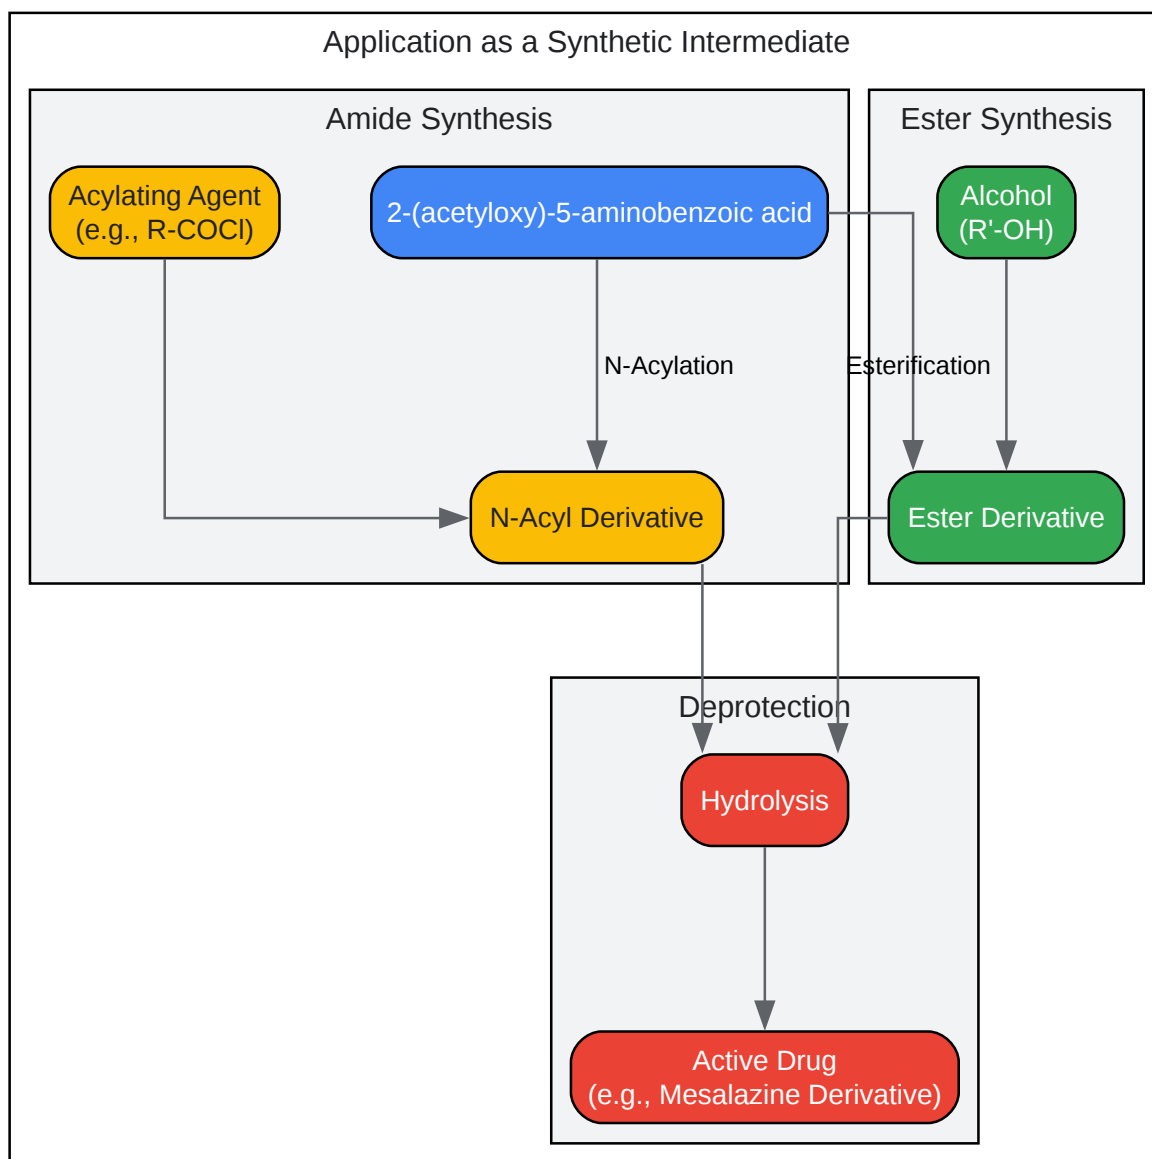 Application as a Synthetic Intermediate
Amide Synthesis
Ester Synthesis
Acylating Agent
(e.g., R-COCl)
2-(acetyloxy)-5-aminobenzoic acid
Alcohol
(R'-OH)
N-Acylation
Esterification
N-Acyl Derivative
Ester Derivative
Deprotection
Hydrolysis
Active Drug
(e.g., Mesalazine Derivative)